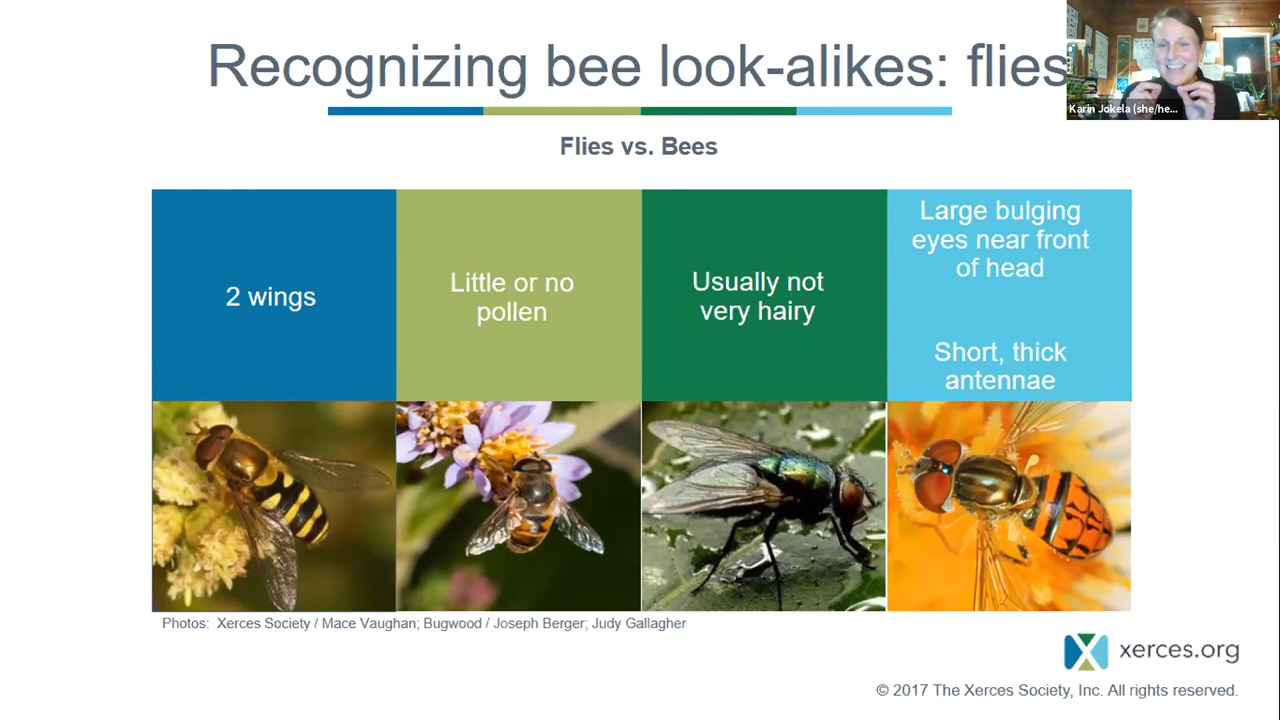 Recognizing bee look-alikes: flies
Karin Jokela (she/he...
Flies vs. Bees
2 wings
Little or no
pollen
Usually not
very hairy
Large bulging
eyes near front
of head
Short, thick
antennae
Photos: Xerces Society / Mace Vaughan; Bugwood / Joseph Berger; Judy Gallagher
xerces.org
© 2017 The Xerces Society, Inc. All rights reserved.